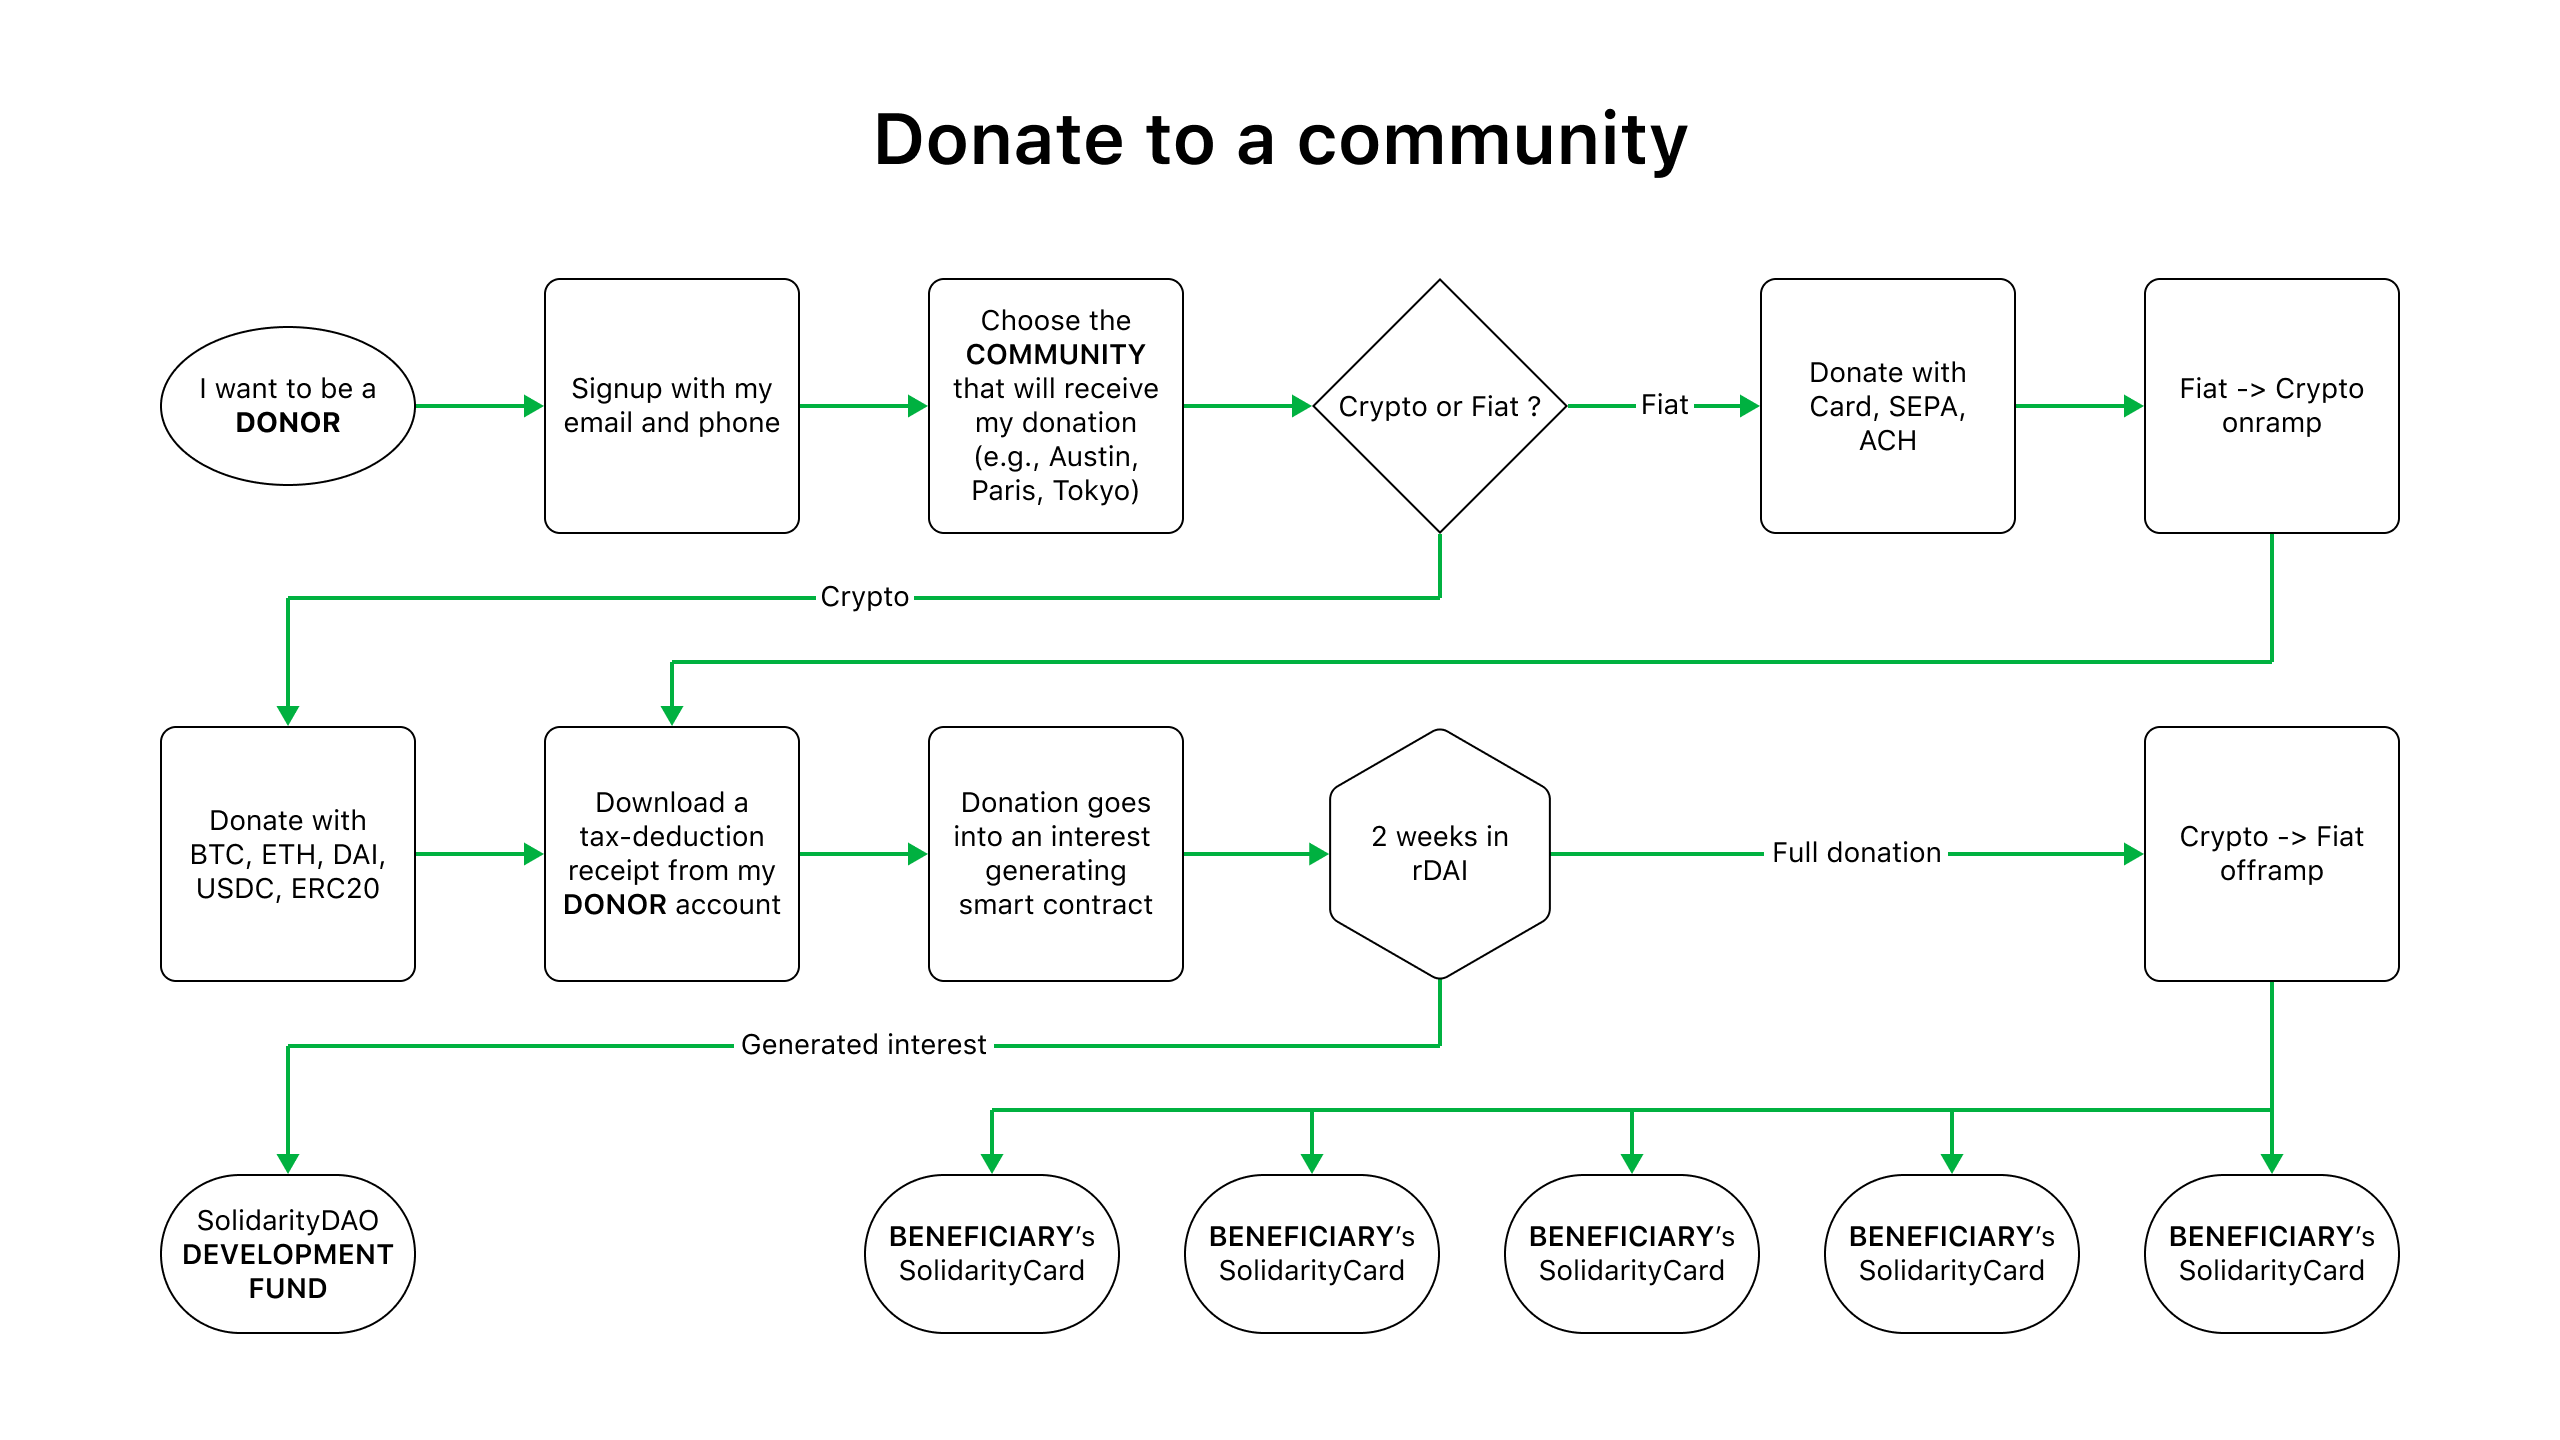 Donate to a community
I want to be a
DONOR
Signup with my
email and phone
Choose the
COMMUNITY
that will receive
my donation
(e.g., Austin,
Paris, Tokyo)
Crypto or Fiat ?
Fiat
Donate with
Card, SEPA,
ACH
Fiat -> Crypto
onramp
Crypto
Donate with
BTC, ETH, DAI,
USDC, ERC20
Download a
tax-deduction
receipt from my
DONOR account
Donation goes
into an interest
generating
smart contract
2 weeks in
rDAI
Full donation
Crypto -> Fiat
offramp
Generated interest
SolidarityDAO
DEVELOPMENT
FUND
BENEFICIARY’s
SolidarityCard
BENEFICIARY’s
SolidarityCard
BENEFICIARY’s
SolidarityCard
BENEFICIARY’s
SolidarityCard
BENEFICIARY’s
SolidarityCard